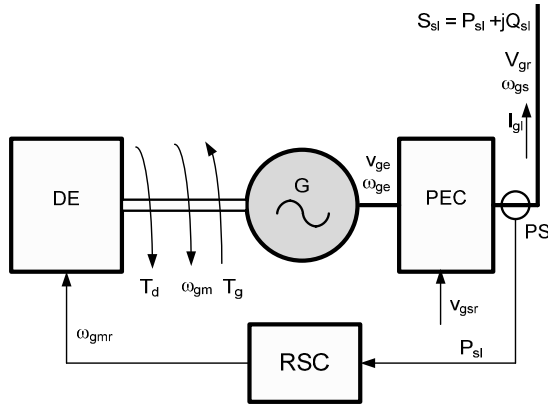 S_sl = P_sl +jQ_sl
V_gr
ω_gs
I_gl
DE
G
v_ge
ω_ge
PEC
PS
T_d
ω_gm
T_g
v_gsr
ω_gmr
RSC
P_sl